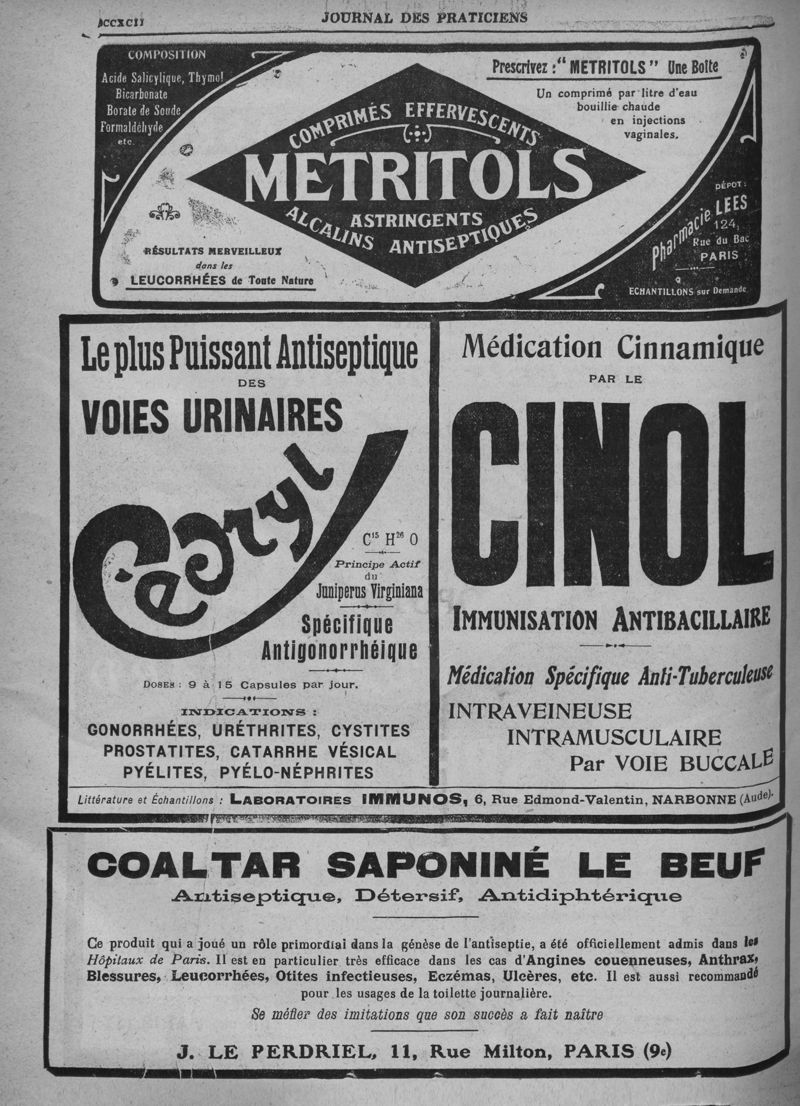 CCXCII
JOURNAL DES PRATICIENS
COMPOSITION
Acide Salicylique, Thymol
Bicarbonate
Borate de Soude
Formaldéhyde
etc.
Prescrivez : "METRITOLS" Une Boîte
Un comprimé par litre d'eau
bouillie chaude
en injections
vaginales.
COMPRIMÉS EFFERVESCENTS
METRITOLS
ASTRINGENTS
ALCALINS ANTISEPTIQUES
RÉSULTATS MERVEILLEUX
dans les
LEUCORRHÉES de Toute Nature
DÉPOT :
Pharmacie LEES
124,
Rue du Bac
PARIS
ECHANTILLONS sur Demande
Le plus Puissant Antiseptique
DES
VOIES URINAIRES
Cedryl
C15 H26 O
Principe Actif
du
Juniperus Virginiana
Spécifique
Antigonorrhéique
DOSES : 9 à 15 Capsules par jour.
INDICATIONS :
GONORRHÉES, URÉTHRITES, CYSTITES
PROSTATITES, CATARRHE VÉSICAL
PYÉLITES, PYÉLO-NÉPHRITES
Médication Cinnamique
PAR LE
CINOL
IMMUNISATION ANTIBACILLAIRE
Médication Spécifique Anti-Tuberculeuse
INTRAVEINEUSE
INTRAMUSCULAIRE
Par VOIE BUCCALE
Littérature et Échantillons : LABORATOIRES IMMUNOS, 6, Rue Edmond-Valentin, NARBONNE (Aude).
COALTAR SAPONINÉ LE BEUF
Antiseptique, Détersif, Antidiphtérique
Ce produit qui a joué un rôle primordial dans la génèse de l'antiseptie, a été officiellement admis dans les
Hôpitaux de Paris. Il est en particulier très efficace dans les cas d'Angines couenneuses, Anthrax,
Blessures, Leucorrhées, Otites infectieuses, Eczémas, Ulcères, etc. Il est aussi recommandé
pour les usages de la toilette journalière.
Se méfier des imitations que son succès a fait naître
J. LE PERDRIEL, 11, Rue Milton, PARIS (9e)